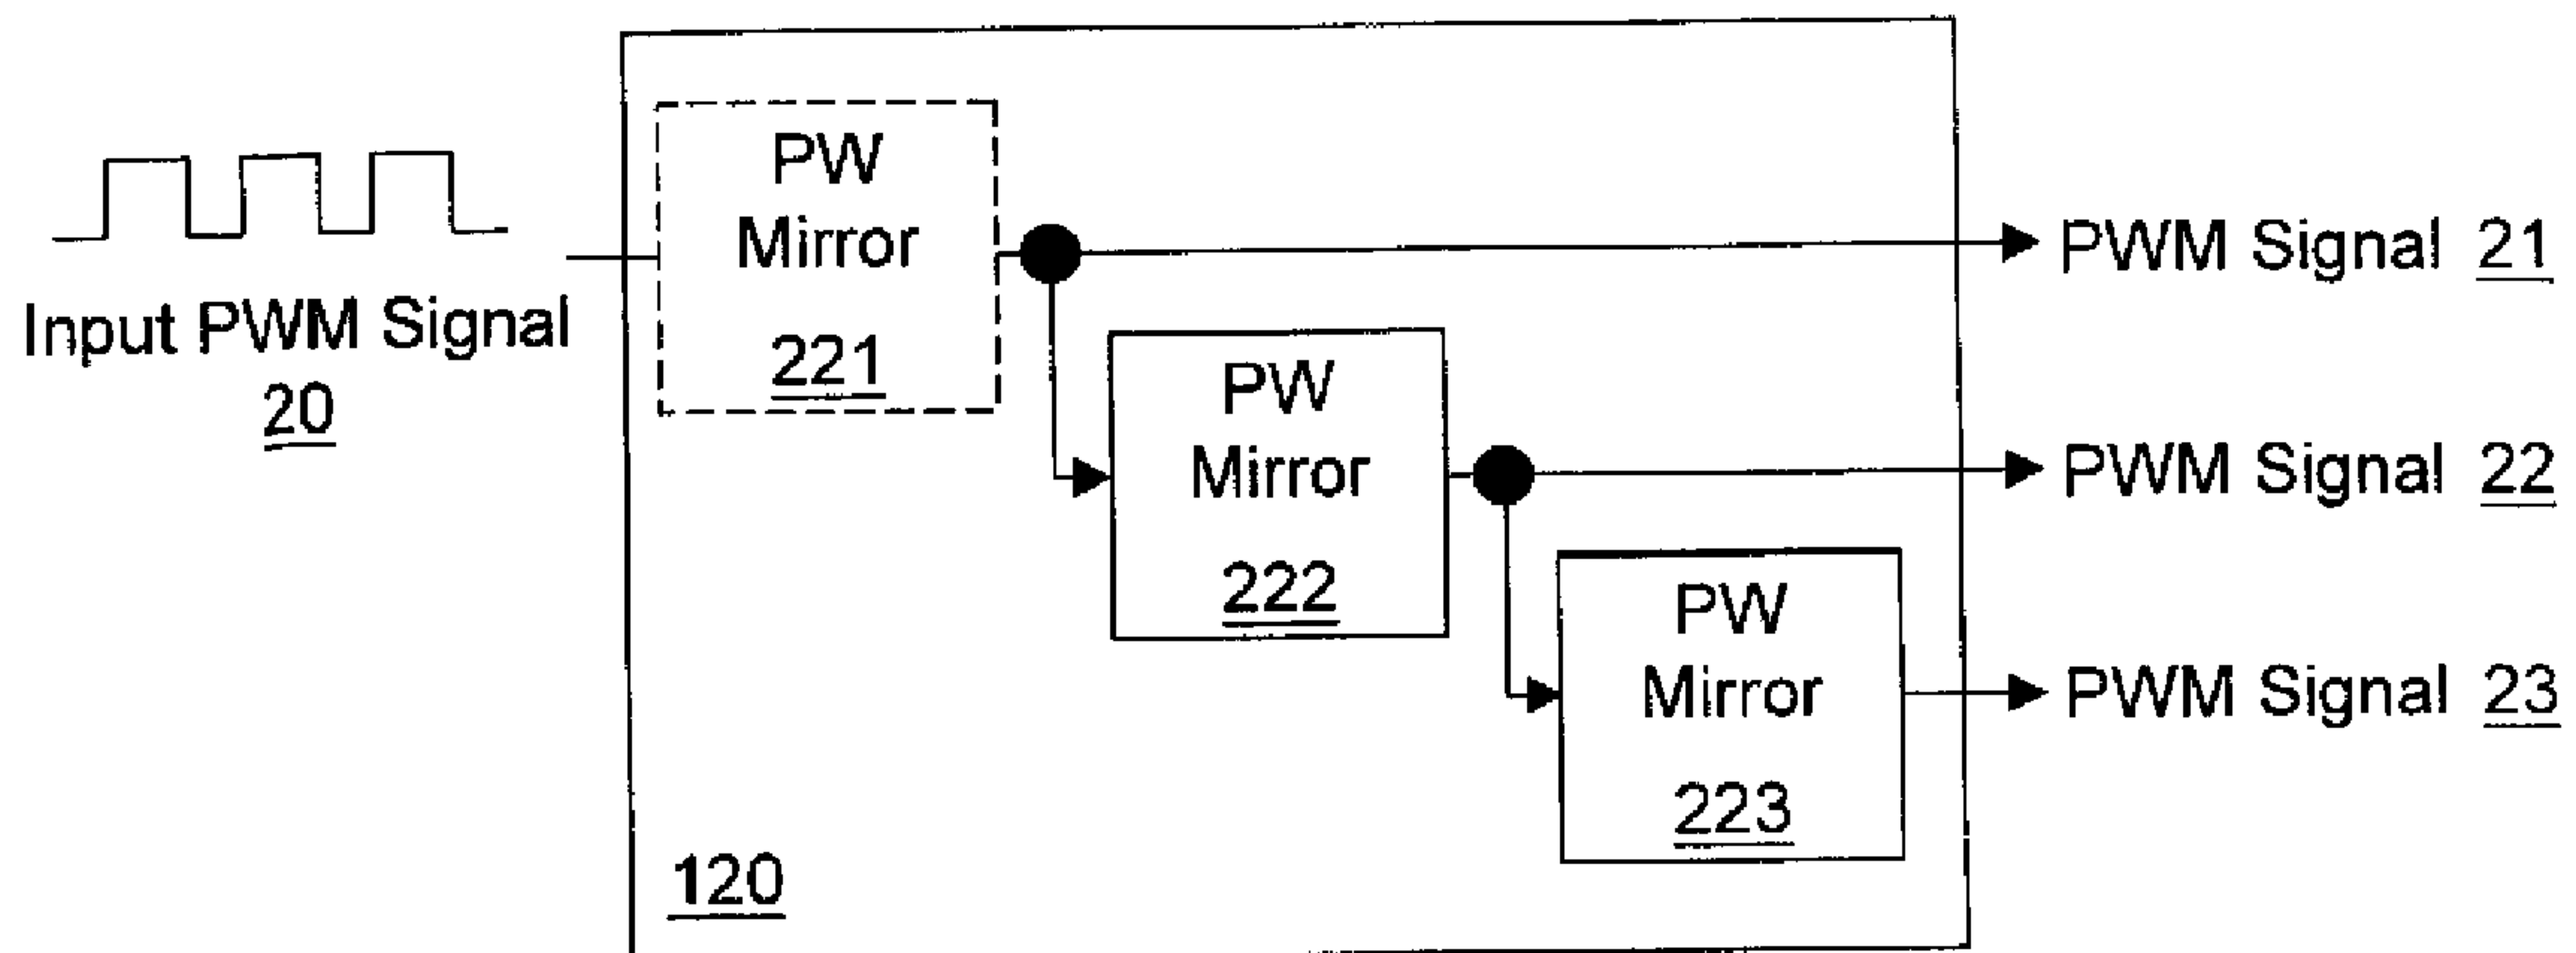 PW
Mirror
221
PWM Signal 21
Input PWM Signal
20
PW
Mirror
222
PWM Signal 22
PW
Mirror
223
PWM Signal 23
120